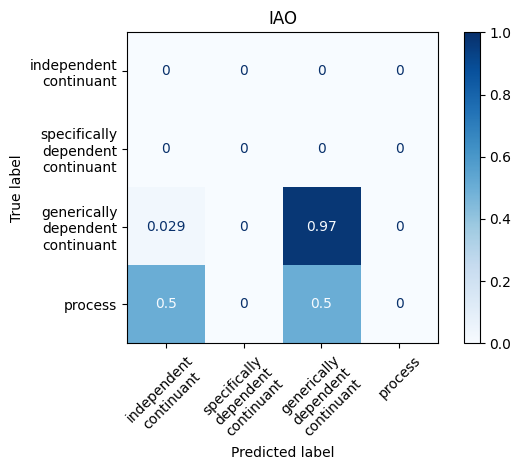 IAO
independent
continuant
specifically
dependent
continuant
generically
dependent
continuant
process
True label
0 0 0 0
0 0 0 0
0.029 0 0.97 0
0.5 0 0.5 0
independent
continuant
specifically
dependent
continuant
generically
dependent
continuant
process
Predicted label
1.0
0.8
0.6
0.4
0.2
0.0